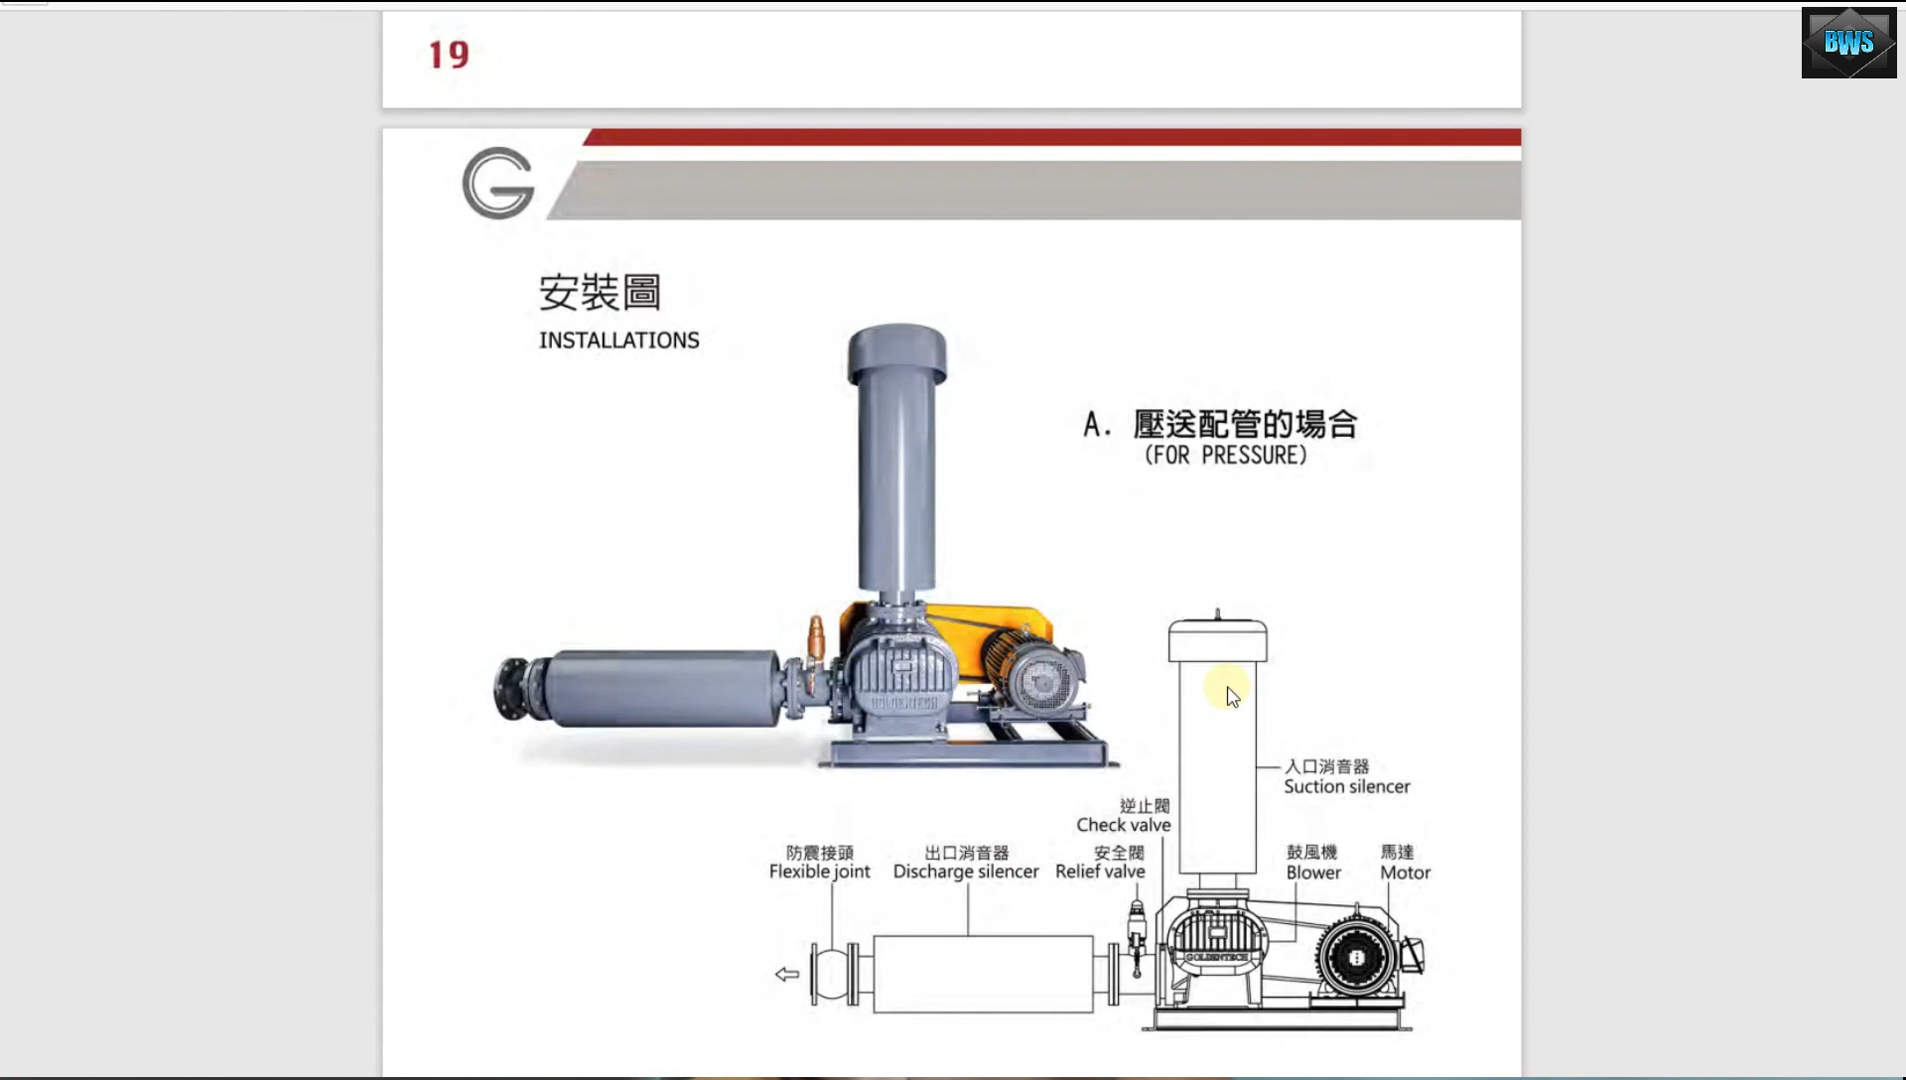 19
BWS
安裝圖
INSTALLATIONS
A. 壓送配管的場合
(FOR PRESSURE)
GOLDENTECH
入口消音器
Suction silencer
逆止閥
Check valve
防震接頭
Flexible joint
出口消音器
Discharge silencer
安全閥
Relief valve
鼓風機
Blower
馬達
Motor
GOLDENTECH